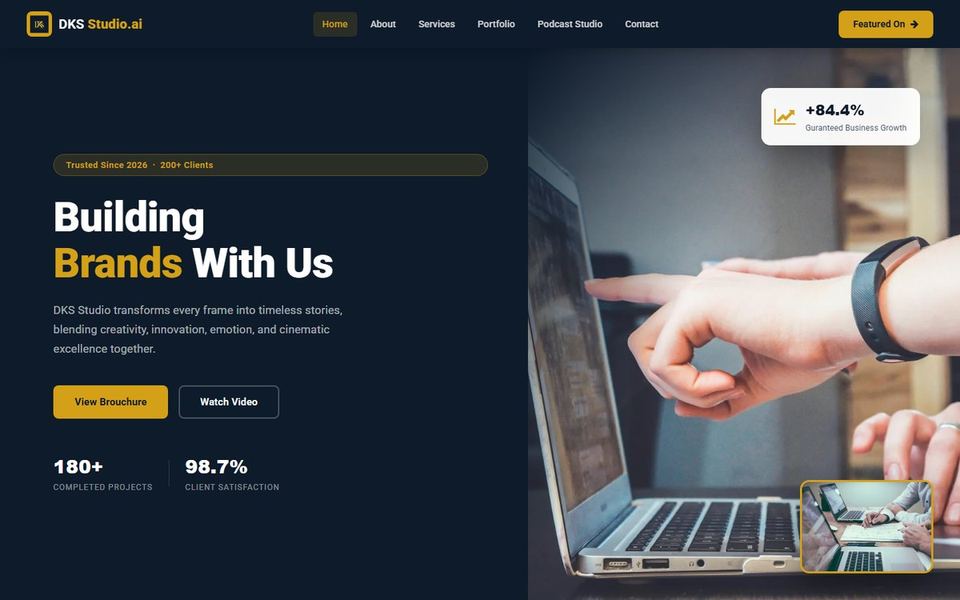 DKS Studio.ai
Home About Services Portfolio Podcast Studio Contact
Featured On →
+84.4%
Guranteed Business Growth
Trusted Since 2026 · 200+ Clients
Building
Brands With Us
DKS Studio transforms every frame into timeless stories,
blending creativity, innovation, emotion, and cinematic
excellence together.
View Brouchure
Watch Video
180+
COMPLETED PROJECTS
98.7%
CLIENT SATISFACTION